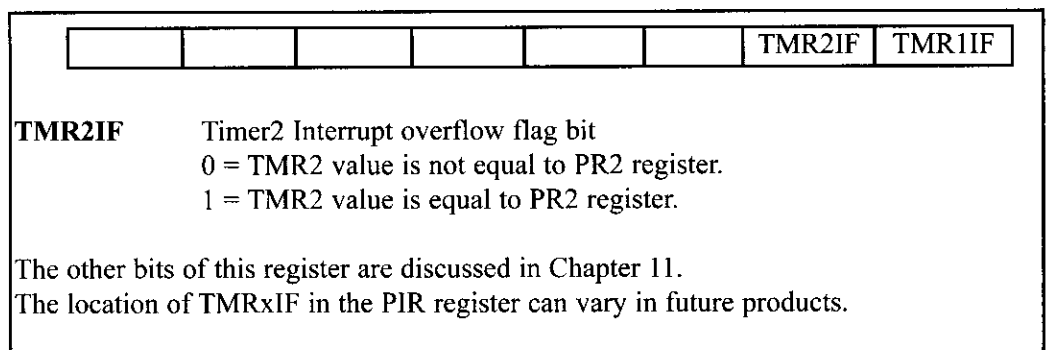 TMR2IF TMR1IF
TMR2IF Timer2 Interrupt overflow flag bit
0 = TMR2 value is not equal to PR2 register.
1 = TMR2 value is equal to PR2 register.
The other bits of this register are discussed in Chapter 11.
The location of TMRxIF in the PIR register can vary in future products.